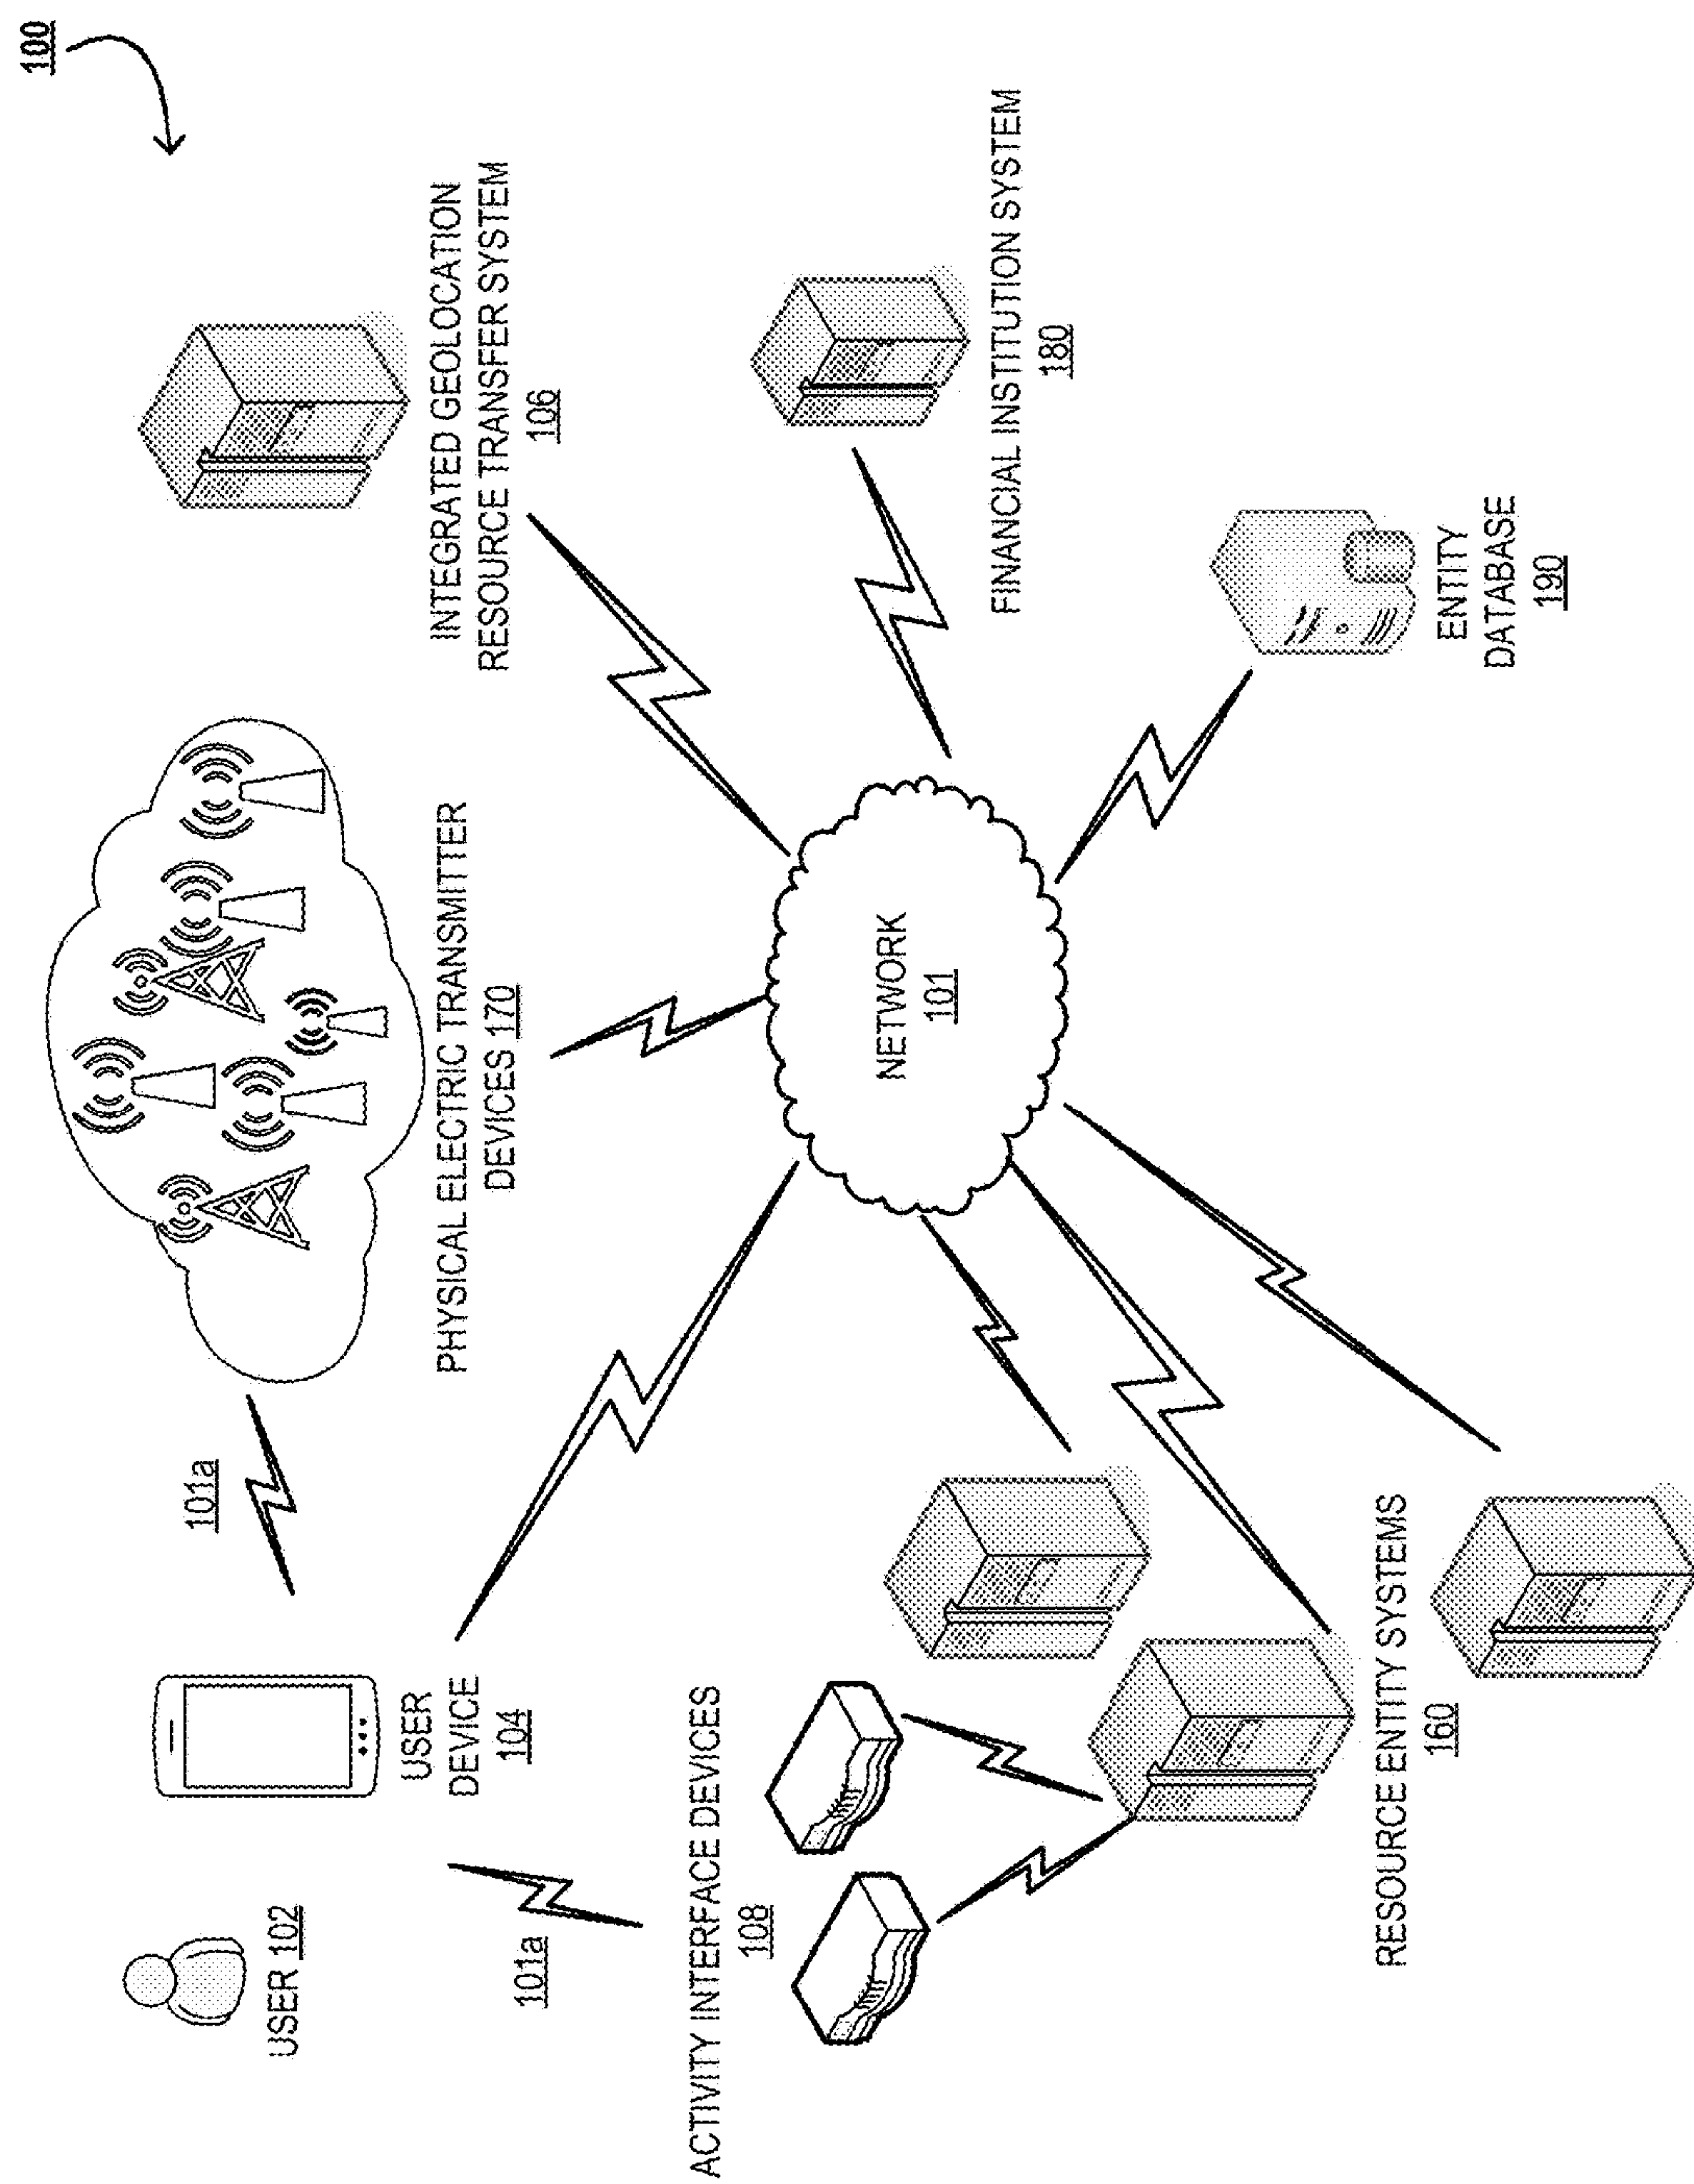 100
USER 102
USER
DEVICE
104
101a
PHYSICAL ELECTRIC TRANSMITTER
DEVICES 170
INTEGRATED GEOLOCATION
RESOURCE TRANSFER SYSTEM
106
101a
ACTIVITY INTERFACE DEVICES
108
NETWORK
101
FINANCIAL INSTITUTION SYSTEM
180
RESOURCE ENTITY SYSTEMS
160
ENTITY
DATABASE
190